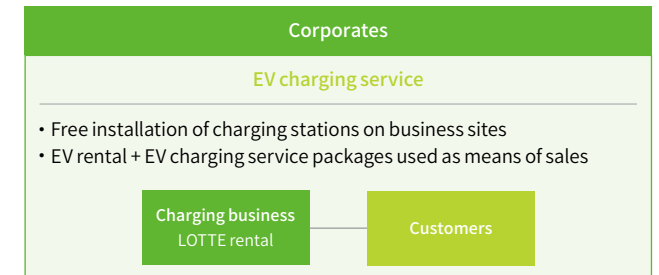 Corporates
EV charging service
• Free installation of charging stations on business sites
• EV rental + EV charging service packages used as means of sales
Charging business
LOTTE rental
Customers